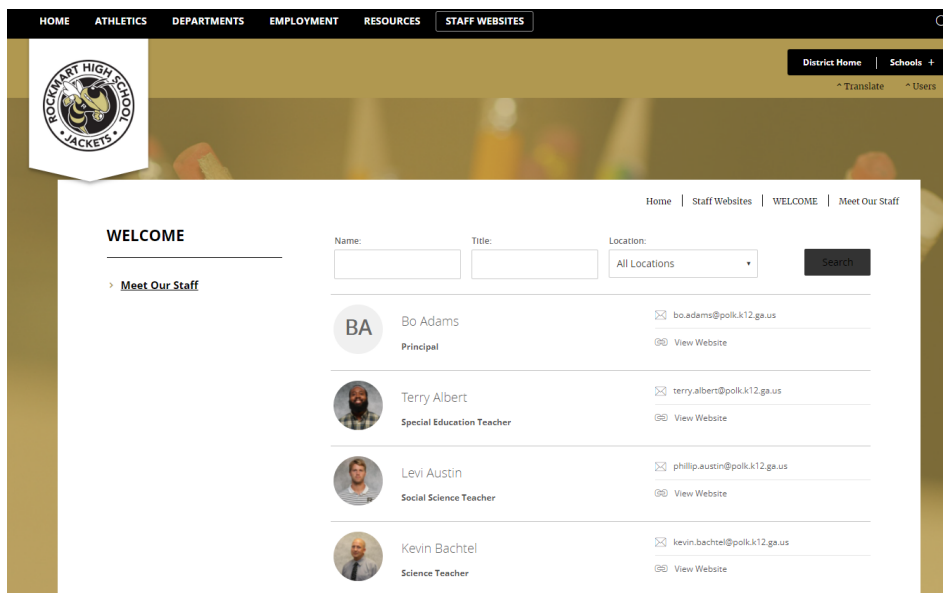 HOME ATHLETICS DEPARTMENTS EMPLOYMENT RESOURCES STAFF WEBSITES
District Home | Schools +
^ Translate ^ Users
ROCKMART HIGH SCHOOL
• JACKETS •
Home | Staff Websites | WELCOME | Meet Our Staff
WELCOME
> Meet Our Staff
Name: Title: Location:
All Locations Search
BA
Bo Adams
Principal
bo.adams@polk.k12.ga.us
View Website
Terry Albert
Special Education Teacher
terry.albert@polk.k12.ga.us
View Website
Levi Austin
Social Science Teacher
phillip.austin@polk.k12.ga.us
View Website
Kevin Bachtel
Science Teacher
kevin.bachtel@polk.k12.ga.us
View Website